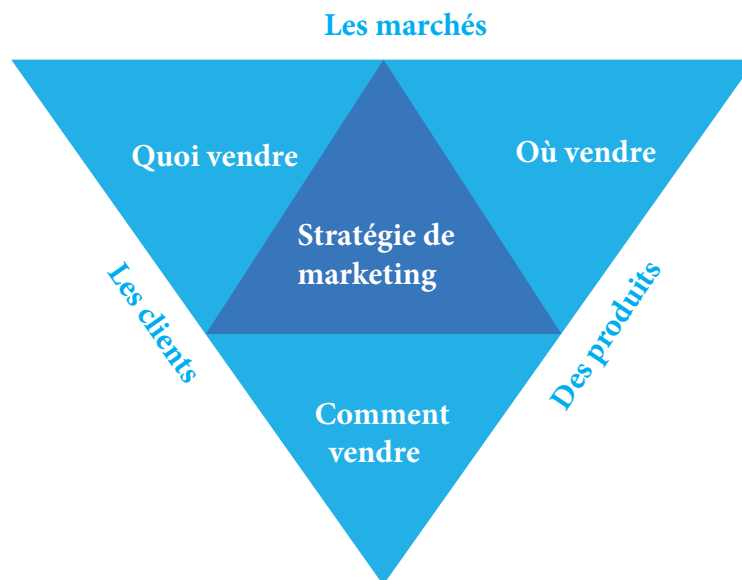 Les marchés
Quoi vendre
Où vendre
Stratégie de
marketing
Les clients
Des produits
Comment
vendre